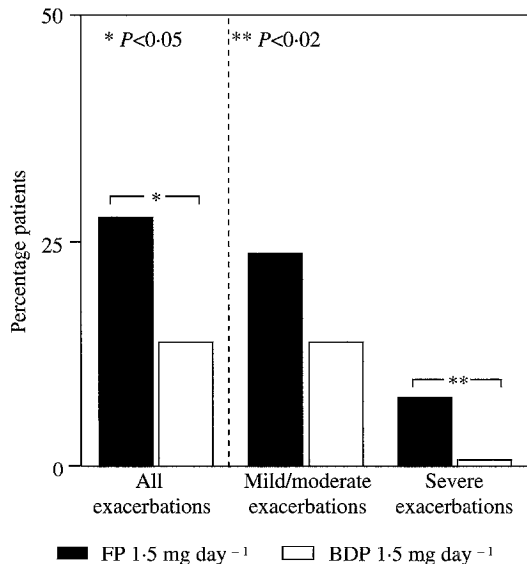 50
* P<0·05
** P<0·02
Percentage patients
*
25
**
0
All
exacerbations
Mild/moderate
exacerbations
Severe
exacerbations
FP 1·5 mg day⁻¹
BDP 1·5 mg day⁻¹